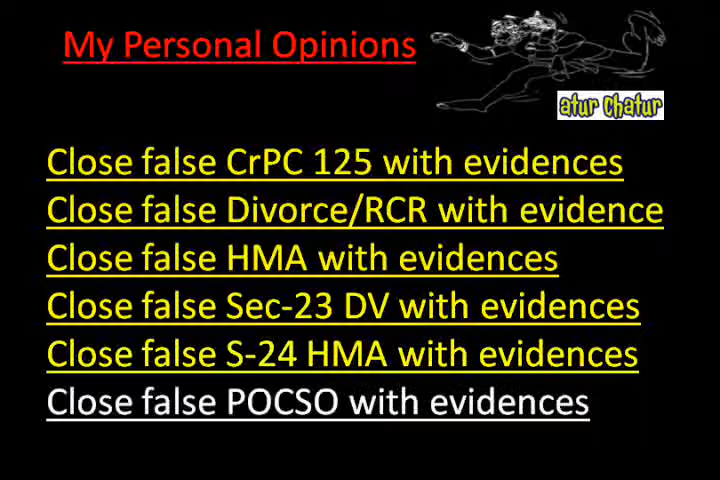 My Personal Opinions
atur Chatur
Close false CrPC 125 with evidences
Close false Divorce/RCR with evidence
Close false HMA with evidences
Close false Sec-23 DV with evidences
Close false S-24 HMA with evidences
Close false POCSO with evidences